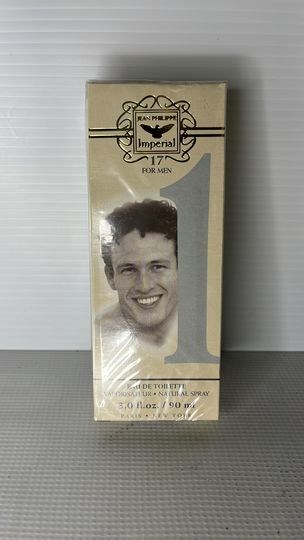 JEAN PHILIPPE
Imperial
17
FOR MEN
1
EAU DE TOILETTE
VAPORISATEUR • NATURAL SPRAY
3.0 fl.oz. / 90 ml
PARIS • NEW YORK